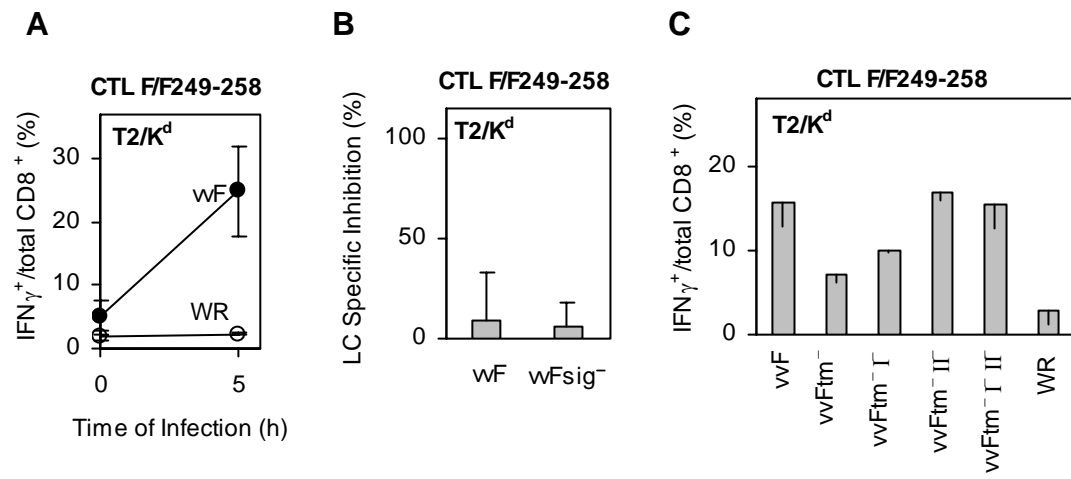 A
CTL F/F249-258
T2/Kᵈ
IFNγ⁺/total CD8⁺ (%)
30
20
10
0
vvF
WR
0 5
Time of Infection (h)
B
CTL F/F249-258
T2/Kᵈ
LC Specific Inhibition (%)
100
50
0
vvF vvFsig⁻
C
CTL F/F249-258
T2/Kᵈ
IFNγ⁺/total CD8⁺ (%)
20
10
0
vvF
vvFtm⁻
vvFtm⁻ I⁻
vvFtm⁻ II⁻
vvFtm⁻ I⁻ II⁻
WR